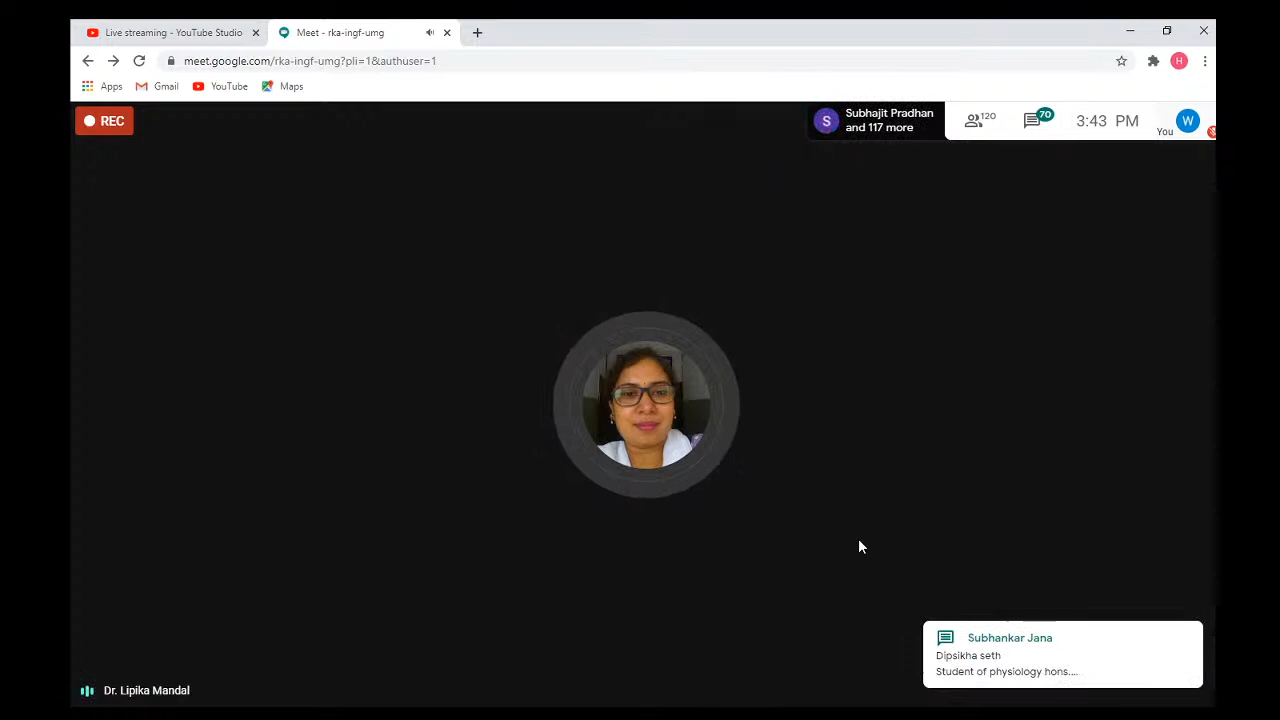 Live streaming - YouTube Studio
Meet - rka-ingf-umg
meet.google.com/rka-ingf-umg?pli=1&authuser=1
H
Apps
Gmail
YouTube
Maps
REC
S
Subhajit Pradhan
and 117 more
120
70
3:43 PM
You
W
Subhankar Jana
Dipsikha seth
Student of physiology hons....
Dr. Lipika Mandal